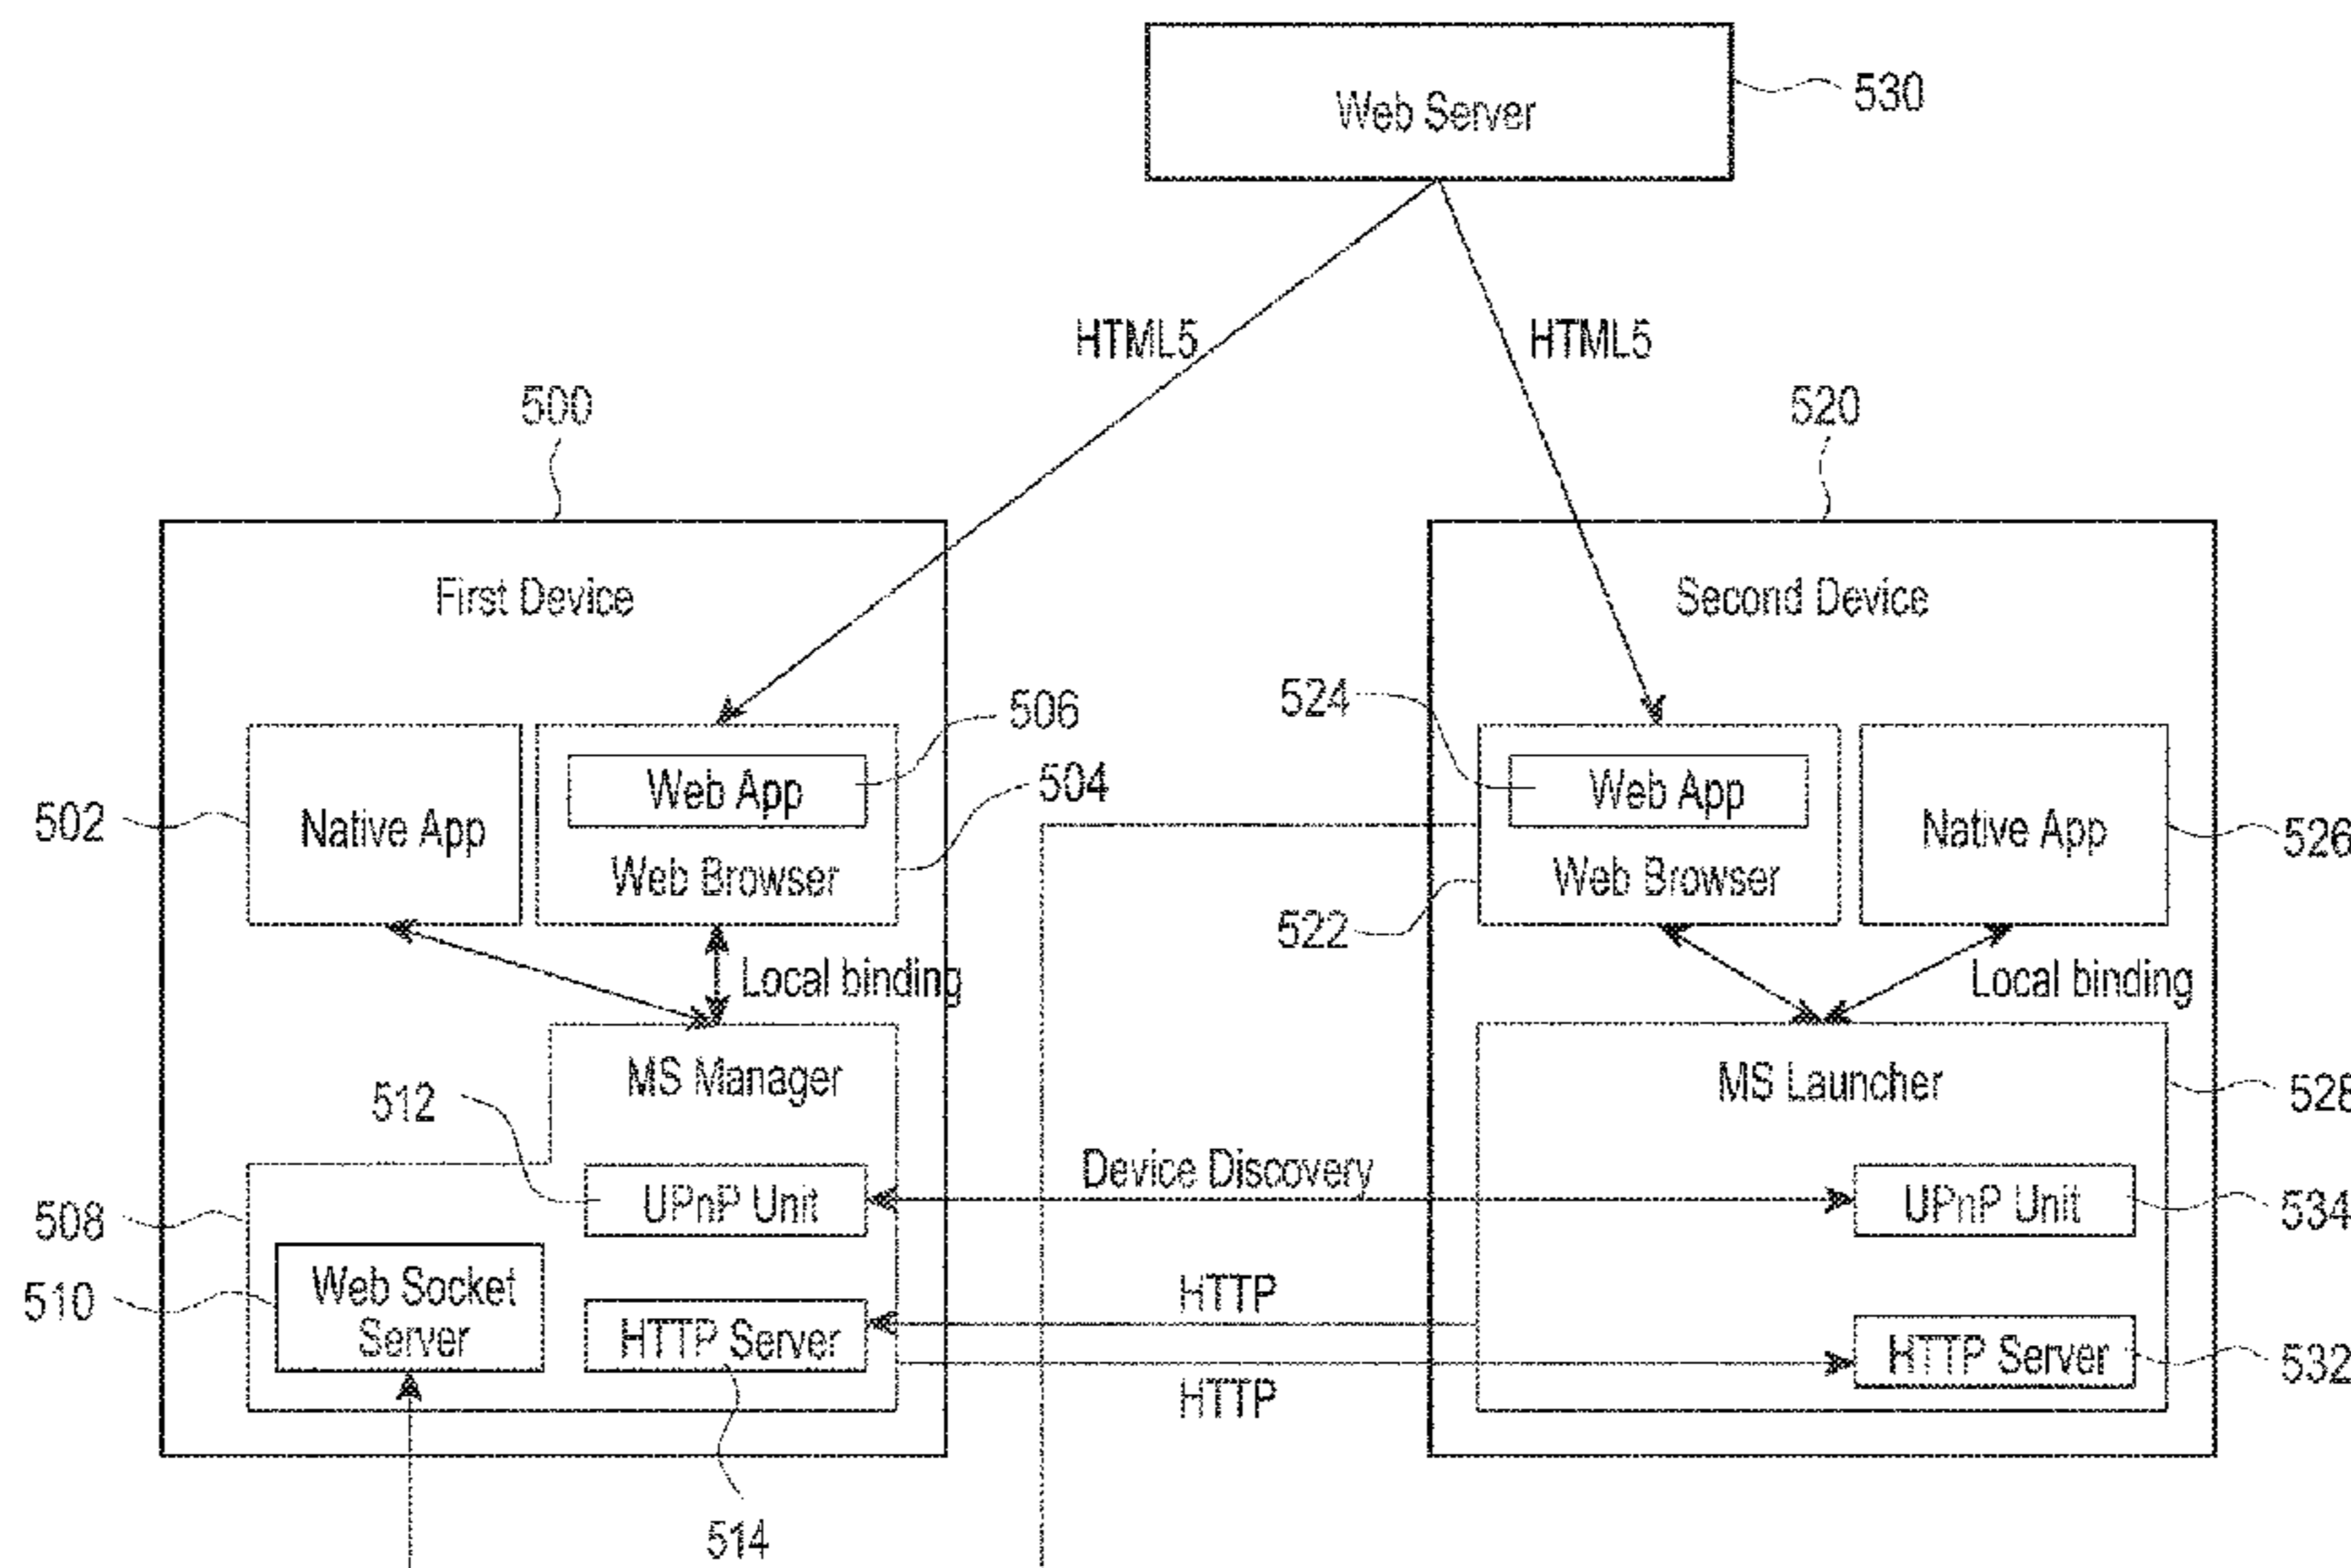 Web Server
530
HTML5
HTML5
500
520
First Device
Second Device
506
524
Web App
504
Web App
502
Native App
Native App
526
Web Browser
Web Browser
522
Local binding
Local binding
MS Manager
MS Launcher
528
512
Device Discovery
UPnP Unit
UPnP Unit
534
508
Web Socket
Server
510
HTTP
HTTP Server
HTTP Server
532
HTTP
514